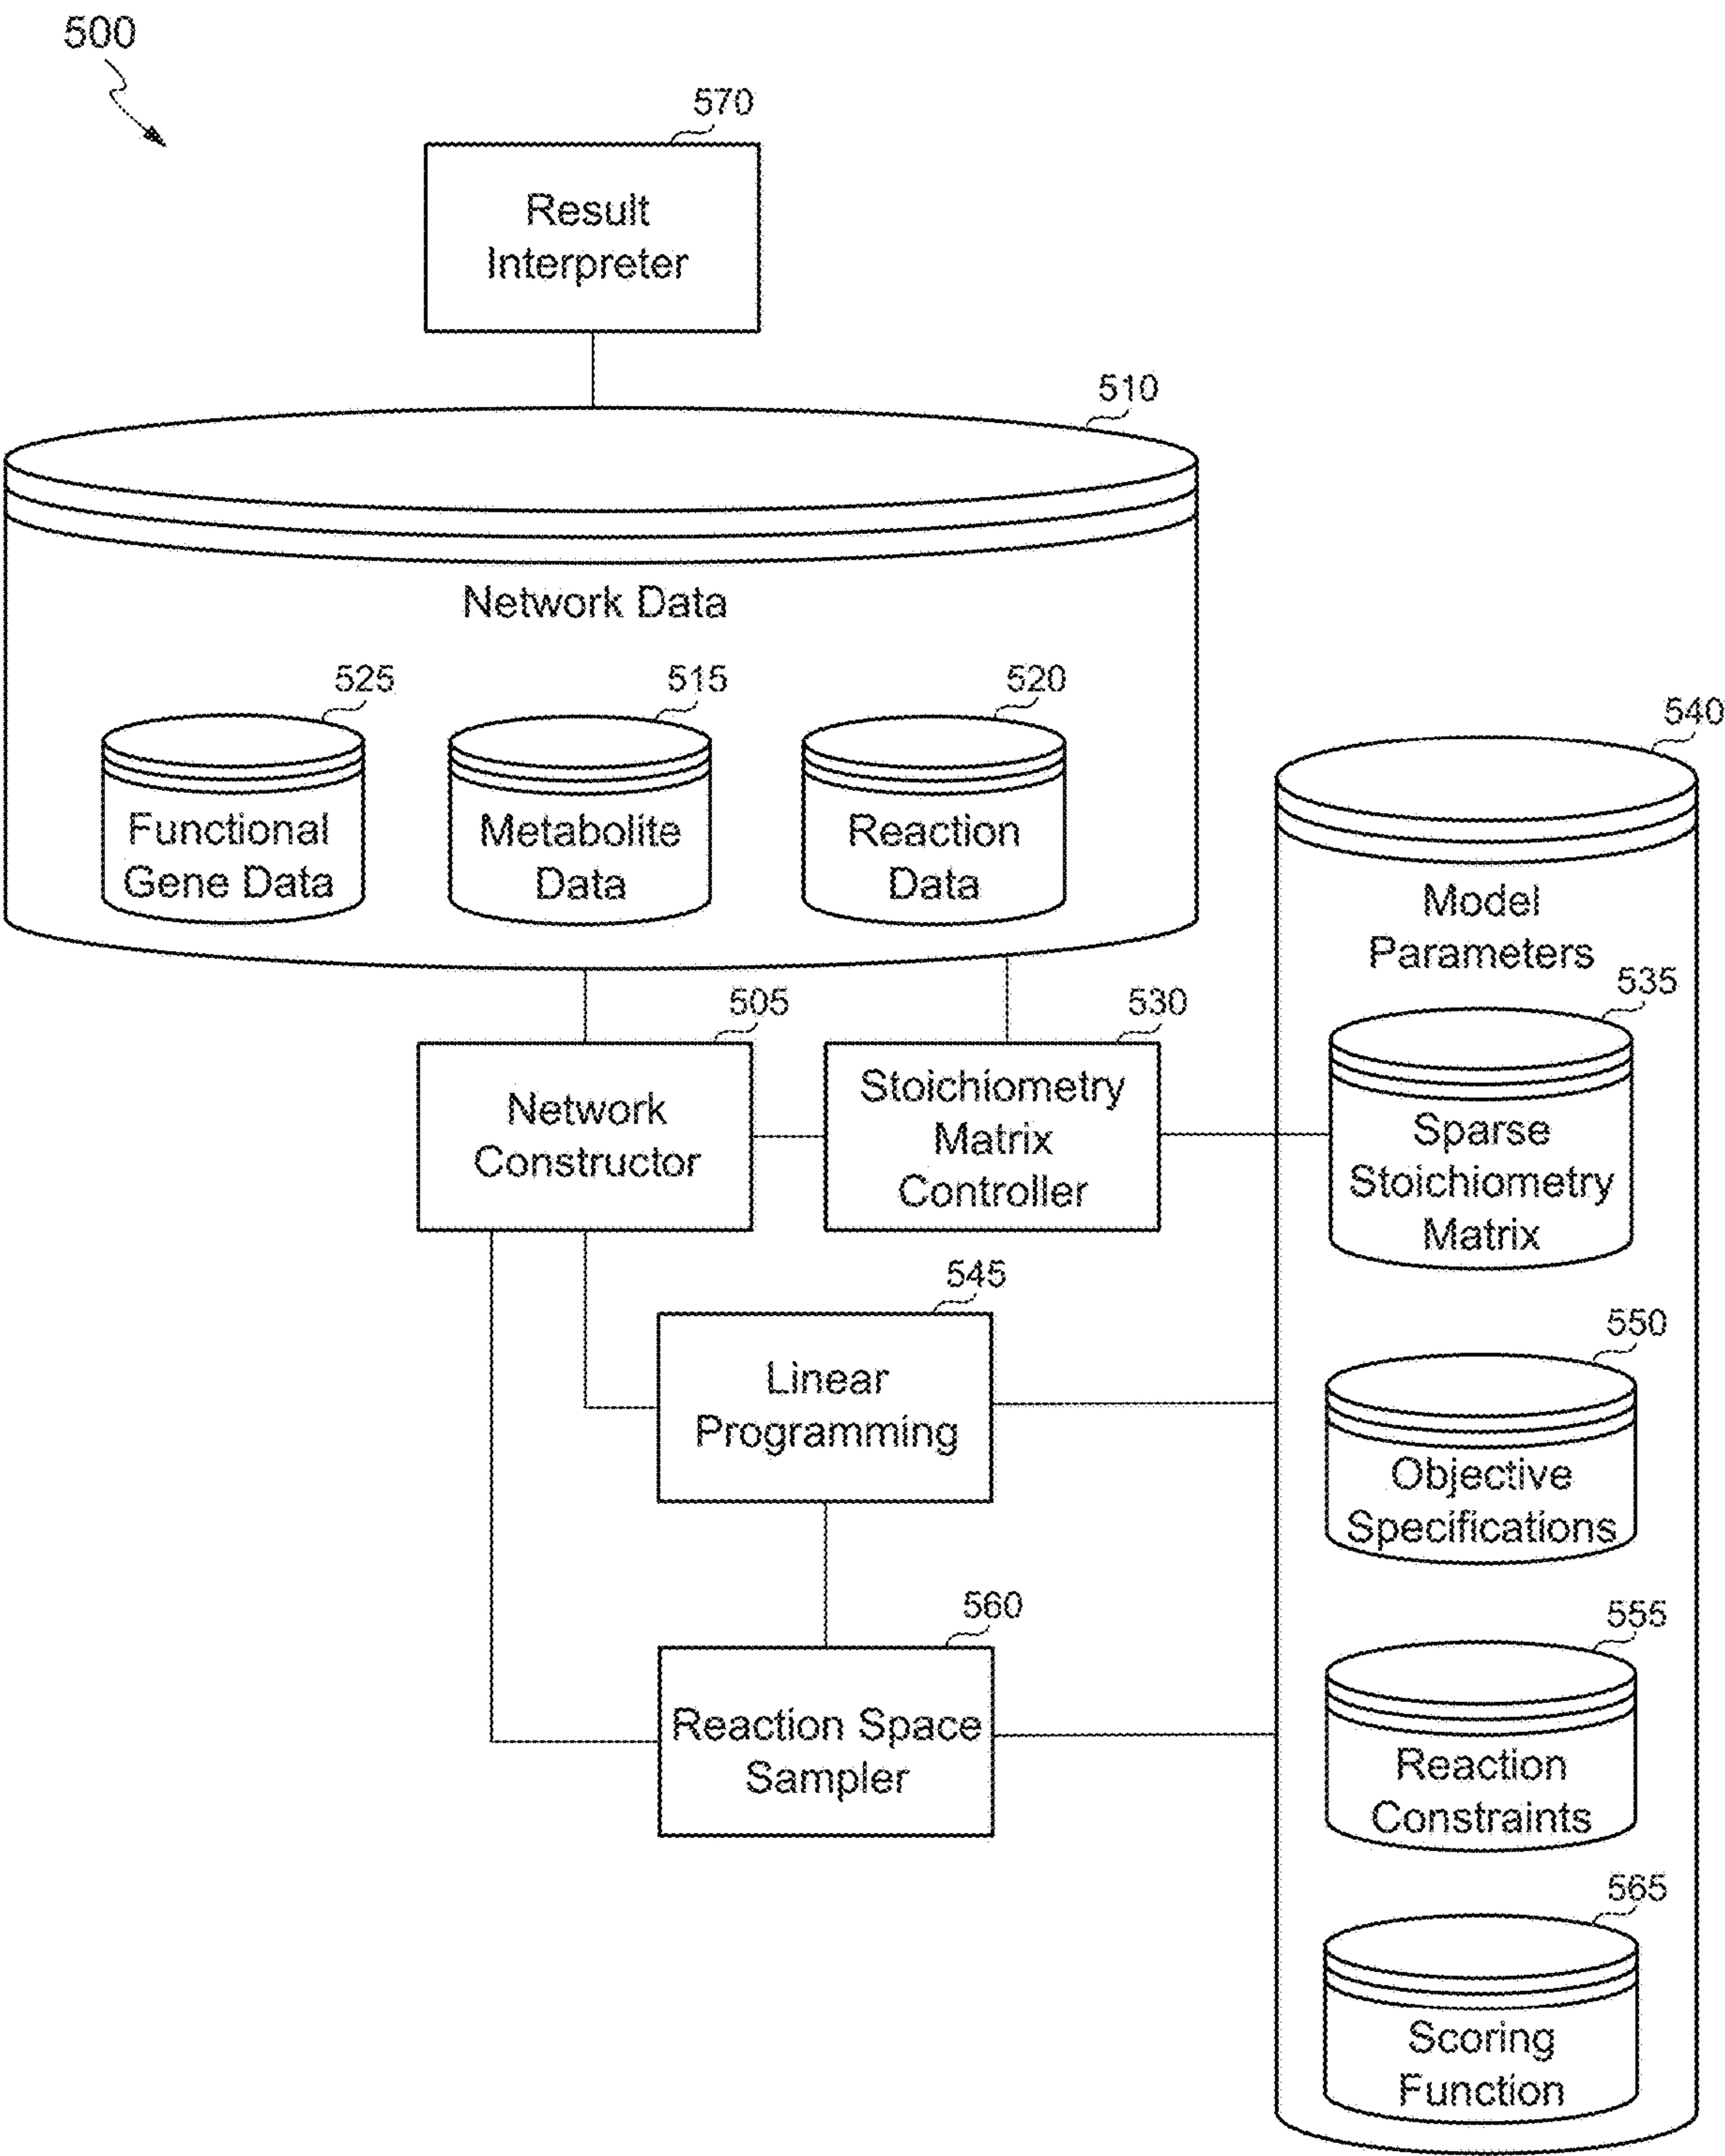 500
570
Result
Interpreter
510
Network Data
525
515
520
Functional
Gene Data
Metabolite
Data
Reaction
Data
540
Model
Parameters
505
530
535
Network
Constructor
Stoichiometry
Matrix
Controller
Sparse
Stoichiometry
Matrix
545
Linear
Programming
550
Objective
Specifications
560
Reaction Space
Sampler
555
Reaction
Constraints
565
Scoring
Function